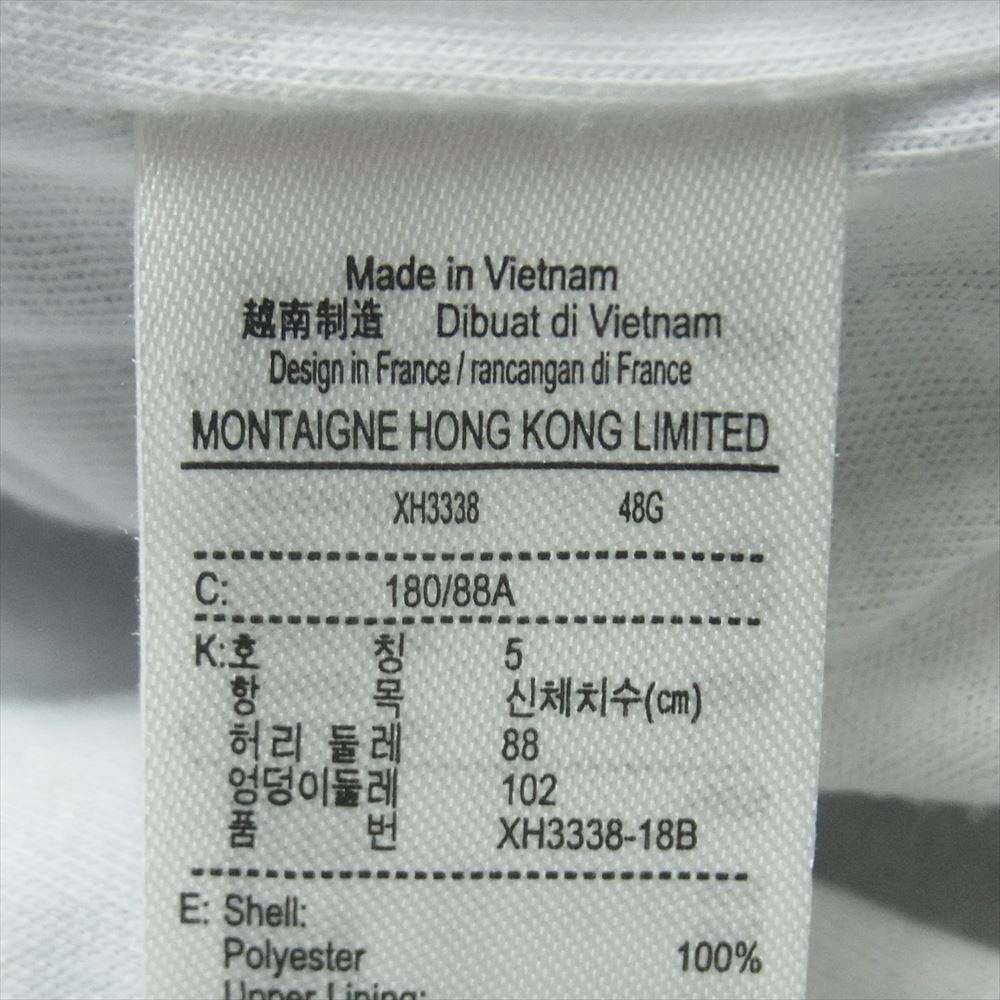 Made in Vietnam
越南制造 Dibuat di Vietnam
Design in France / rancangan di France
MONTAIGNE HONG KONG LIMITED
XH3338 48G
C: 180/88A
K:호 칭 5
항 목 신체치수(㎝)
허리 둘레 88
엉덩이둘레 102
품 번 XH3338-18B
E: Shell:
Polyester 100%
Upper Lining: